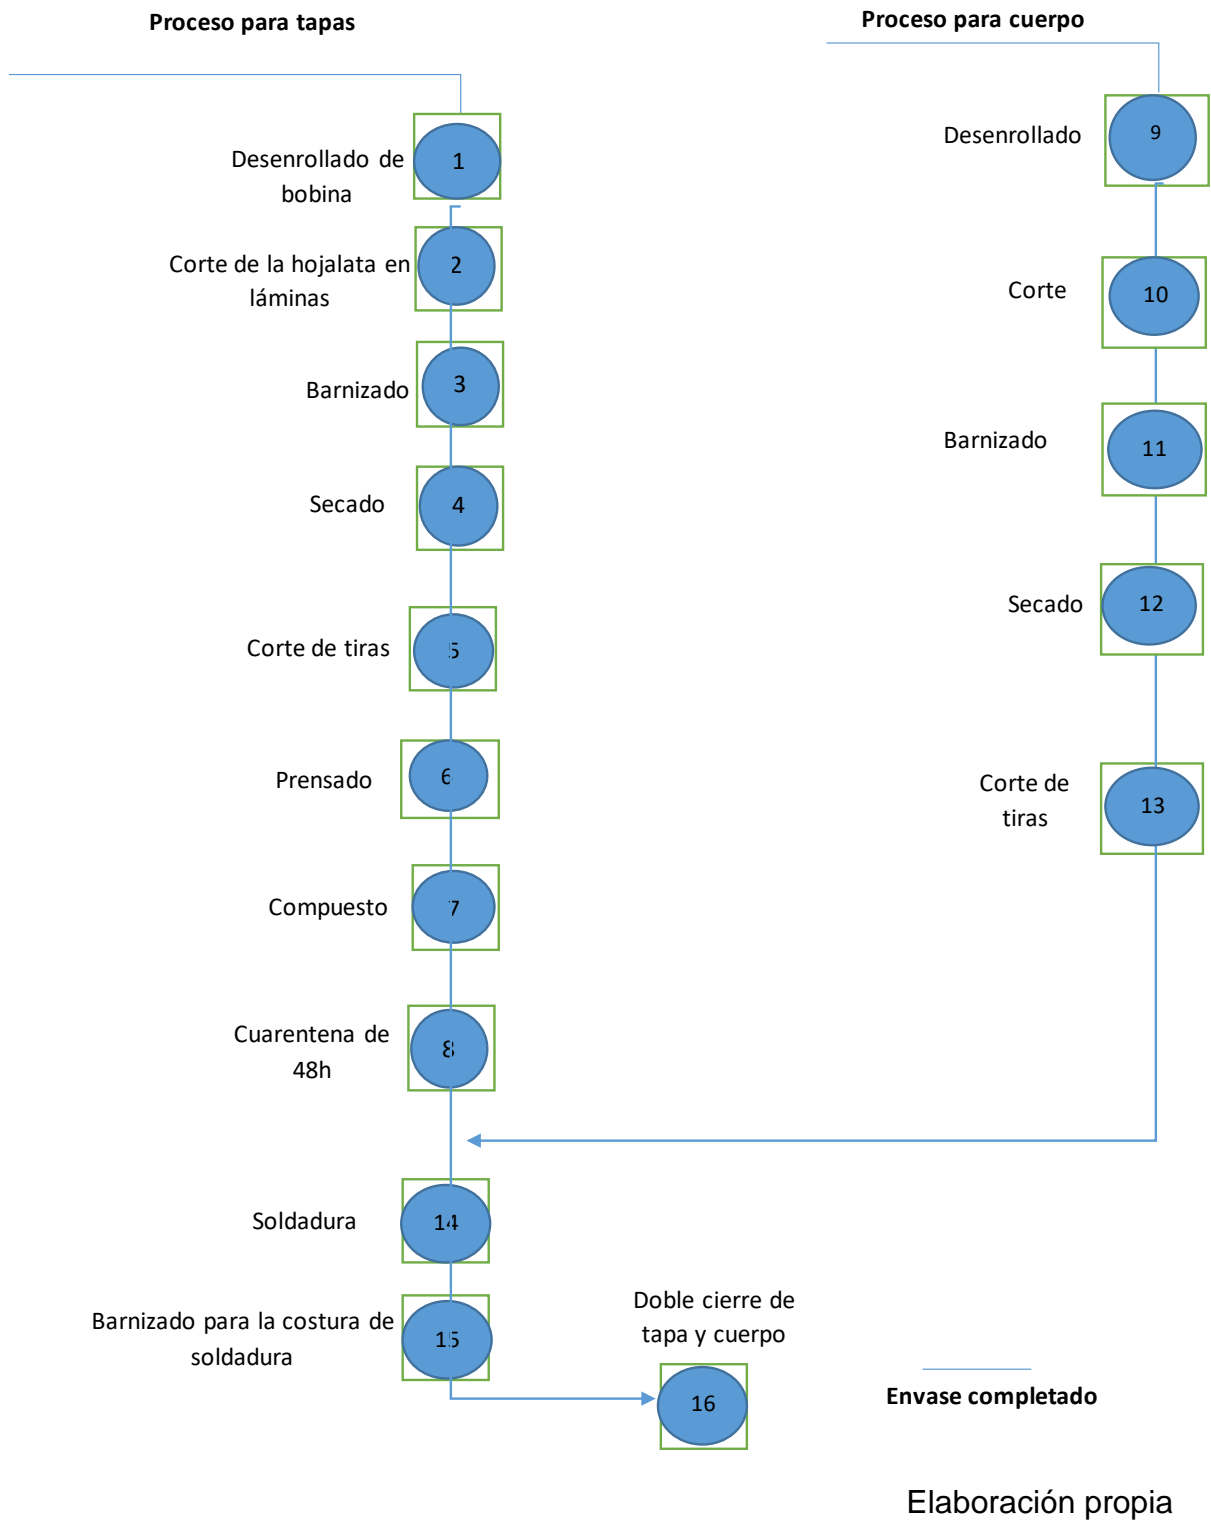 Proceso para tapas
Proceso para cuerpo
Desenrollado de
bobina
1
Corte de la hojalata en
láminas
2
Barnizado
3
Secado
4
Corte de tiras
5
Prensado
6
Compuesto
7
Cuarentena de
48h
8
Desenrollado
9
Corte
10
Barnizado
11
Secado
12
Corte de
tiras
13
Soldadura
14
Barnizado para la costura de
soldadura
15
Doble cierre de
tapa y cuerpo
16
Envase completado
Elaboración propia